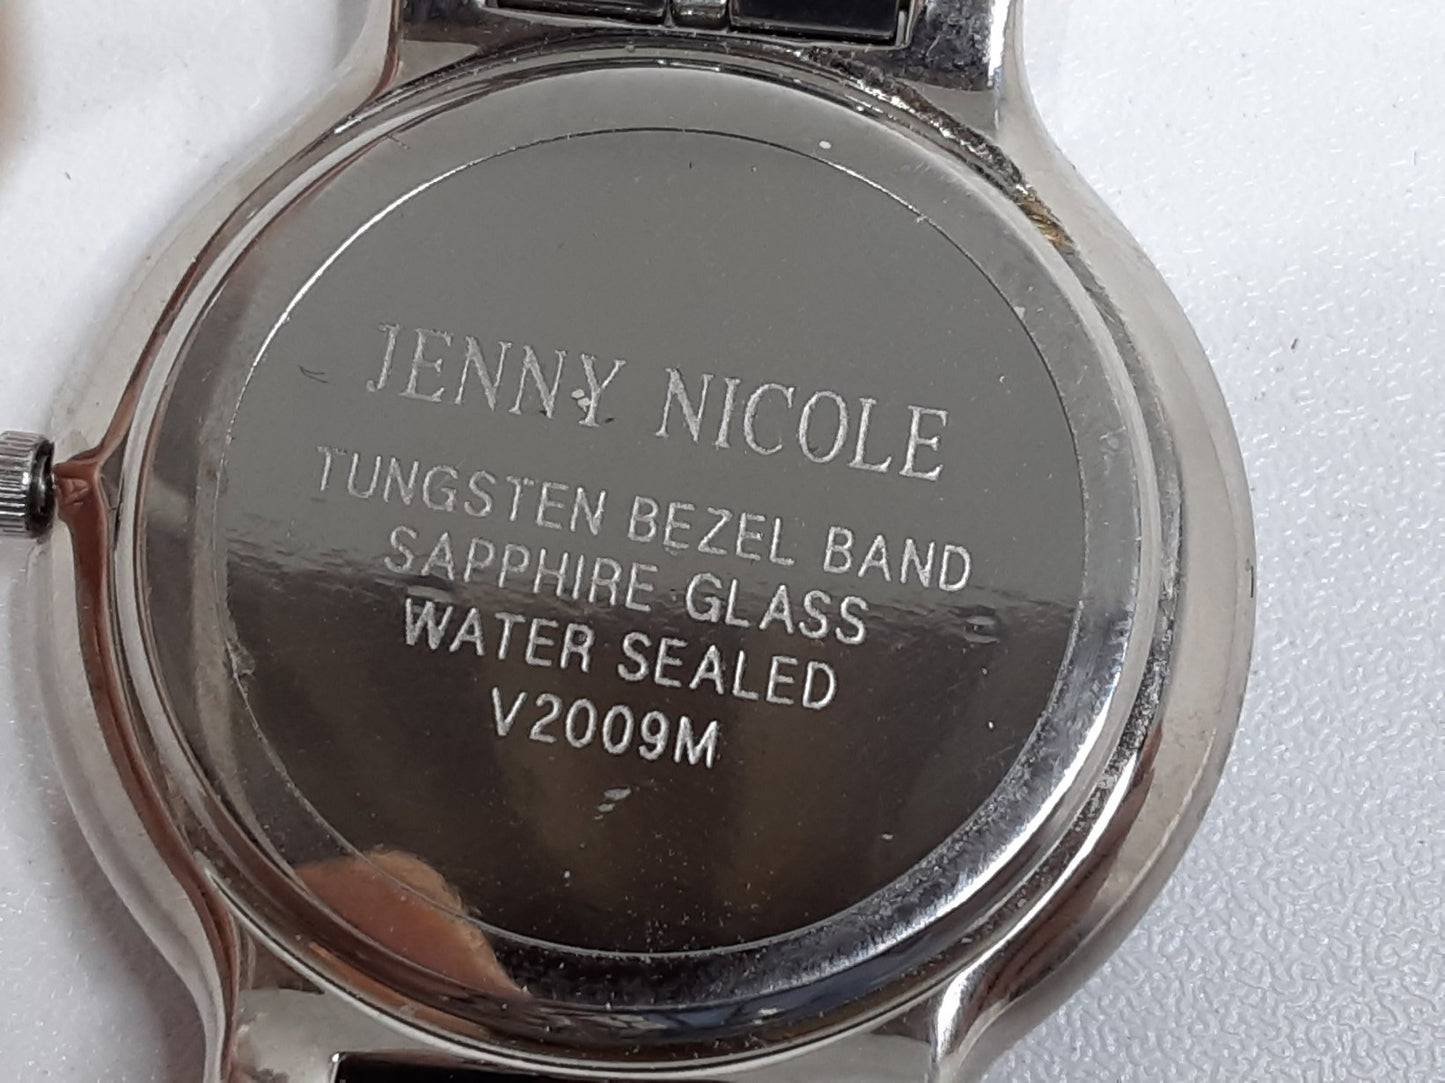 JENNY NICOLE
TUNGSTEN BEZEL BAND
SAPPHIRE GLASS
WATER SEALED
V2009M